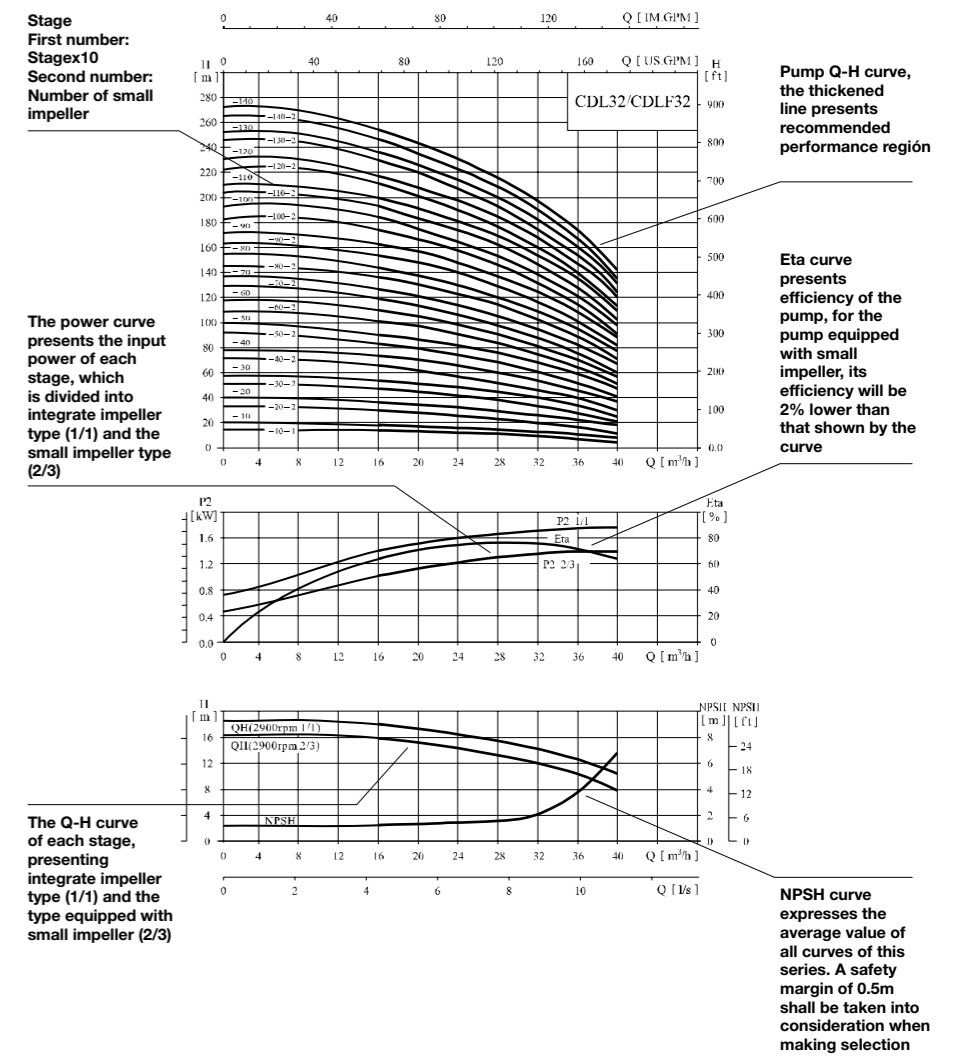 Stage
First number:
Stagex10
Second number:
Number of small
impeller
The power curve
presents the input
power of each
stage, which
is divided into
integrate impeller
type (1/1) and the
small impeller type
(2/3)
The Q-H curve
of each stage,
presenting
integrate impeller
type (1/1) and the
type equipped with
small impeller (2/3)
0 40 80 120 Q [ IM.GPM ]
0 40 80 120 160 Q [ US.GPM ]
H
[ m ]
H
[ ft ]
CDL32/CDLF32
280
260
240
220
200
180
160
140
120
100
80
60
40
20
0
-140
-140-2
-130
-130-2
-120
-120-2
-110
-110-2
-100
-100-2
-90
-90-2
-80
-80-2
-70
-70-2
-60
-60-2
-50
-50-2
-40
-40-2
-30
-30-2
-20
-20-2
-10
-10-1
900
800
700
600
500
400
300
200
100
0.0
0 4 8 12 16 20 24 28 32 36 40 Q [ m³/h ]
P2
[kW]
Eta
[ % ]
1.6
1.2
0.8
0.4
0.0
P2 1/1
Eta
P2 2/3
80
60
40
20
0
0 4 8 12 16 20 24 28 32 36 40 Q [ m³/h ]
H
[ m ]
NPSH NPSH
[ m ] [ ft ]
16
12
8
4
0
QH(2900rpm 1/1)
QH(2900rpm 2/3)
NPSH
8
6
4
2
0
24
18
12
6
0
0 4 8 12 16 20 24 28 32 36 40 Q [ m³/h ]
0 2 4 6 8 10 Q [ l/s ]
Pump Q-H curve,
the thickened
line presents
recommended
performance región
Eta curve
presents
efficiency of the
pump, for the
pump equipped
with small
impeller, its
efficiency will be
2% lower than
that shown by the
curve
NPSH curve
expresses the
average value of
all curves of this
series. A safety
margin of 0.5m
shall be taken into
consideration when
making selection